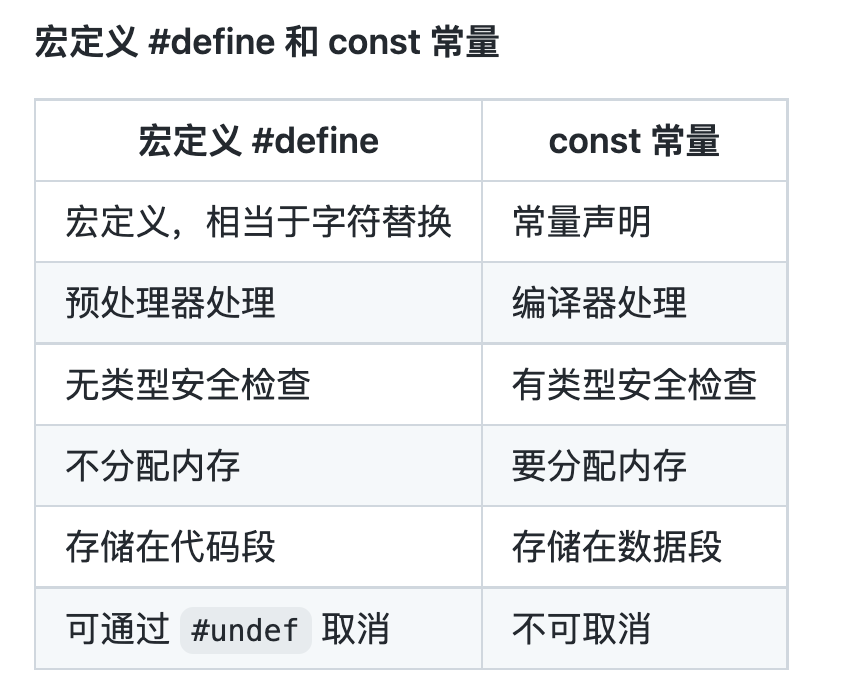 宏定义 #define 和 const 常量
宏定义 #define
const 常量
宏定义，相当于字符替换
常量声明
预处理器处理
编译器处理
无类型安全检查
有类型安全检查
不分配内存
要分配内存
存储在代码段
存储在数据段
可通过 #undef 取消
不可取消